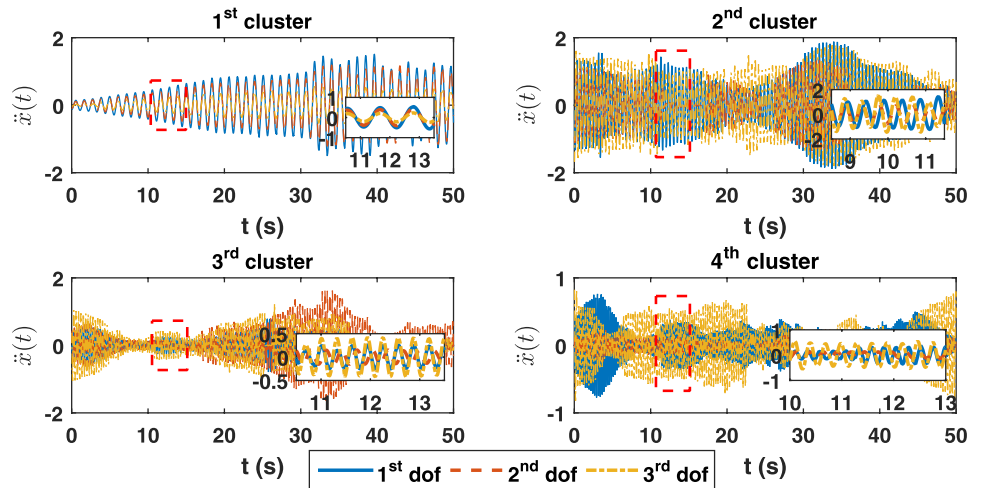 1st cluster
2
0
-2
ẍ(t)
1
0
-1
11 12 13
0 10 20 30 40 50
t (s)
2nd cluster
2
0
-2
ẍ(t)
2
0
-2
9 10 11
0 10 20 30 40 50
t (s)
3rd cluster
2
0
-2
ẍ(t)
0.5
0
-0.5
11 12 13
0 10 20 30 40 50
t (s)
4th cluster
1
0
-1
ẍ(t)
1
0
-1
10 11 12 13
0 10 20 30 40 50
t (s)
1st dof 2nd dof 3rd dof